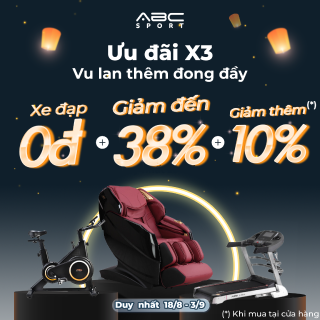 ABC
SPORT
Ưu đãi X3
Vu lan thêm đong đầy
Xe đạp
0đ
+
Giảm đến
38%
+
Giảm thêm(*)
10%
Duy nhất 18/8 - 3/9
(*) Khi mua tại cửa hàng